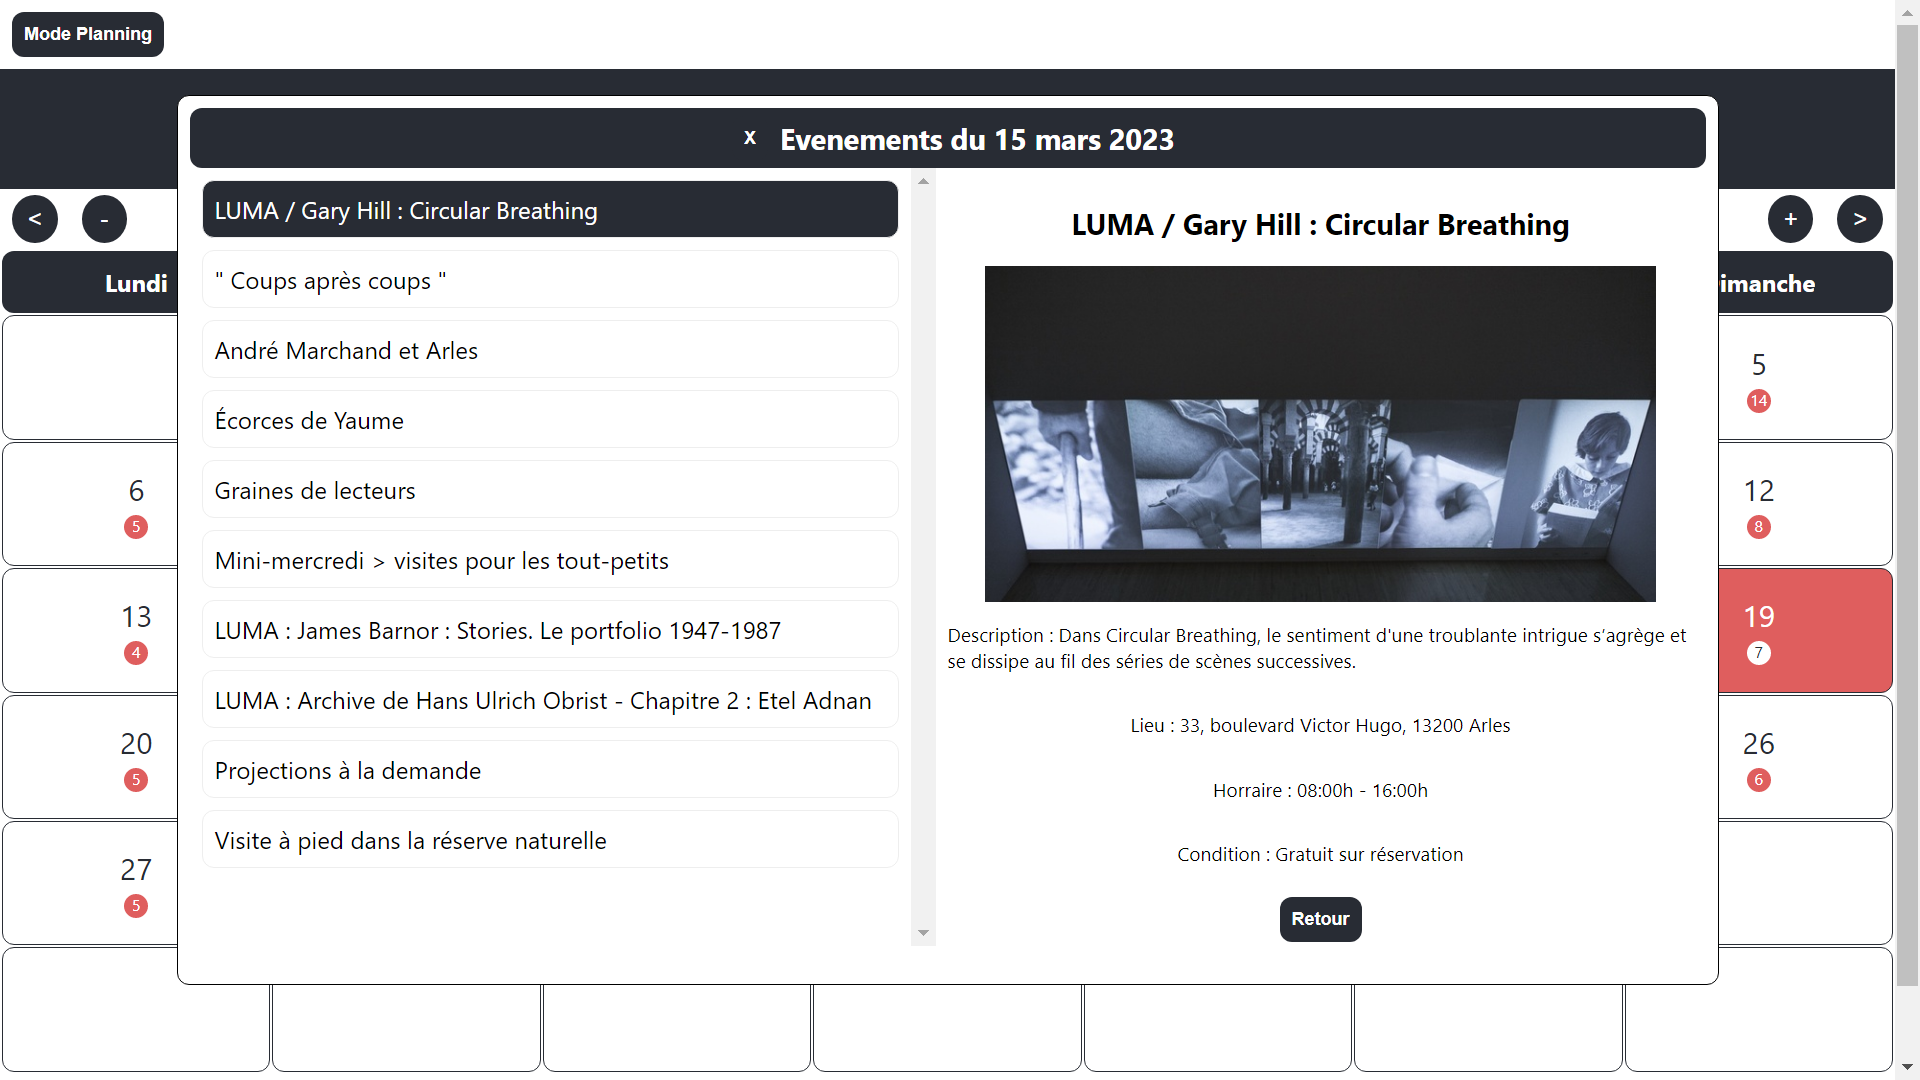 Mode Planning
x Evenements du 15 mars 2023
< - + >
Lundi
imanche
LUMA / Gary Hill : Circular Breathing
" Coups après coups "
André Marchand et Arles
Écorces de Yaume
Graines de lecteurs
Mini-mercredi > visites pour les tout-petits
LUMA : James Barnor : Stories. Le portfolio 1947-1987
LUMA : Archive de Hans Ulrich Obrist - Chapitre 2 : Etel Adnan
Projections à la demande
Visite à pied dans la réserve naturelle
LUMA / Gary Hill : Circular Breathing
Description : Dans Circular Breathing, le sentiment d'une troublante intrigue s’agrège et
se dissipe au fil des séries de scènes successives.
Lieu : 33, boulevard Victor Hugo, 13200 Arles
Horraire : 08:00h - 16:00h
Condition : Gratuit sur réservation
Retour
5
14
6
5
12
8
13
4
19
7
20
5
26
6
27
5